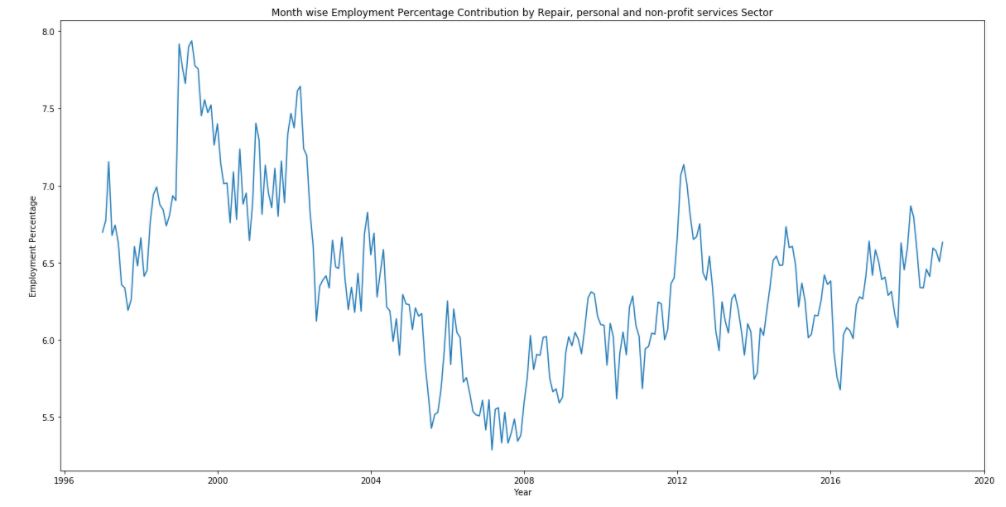 Month wise Employment Percentage Contribution by Repair, personal and non-profit services Sector
8.0
7.5
7.0
6.5
6.0
5.5
Employment Percentage
1996 2000 2004 2008 2012 2016 2020
Year